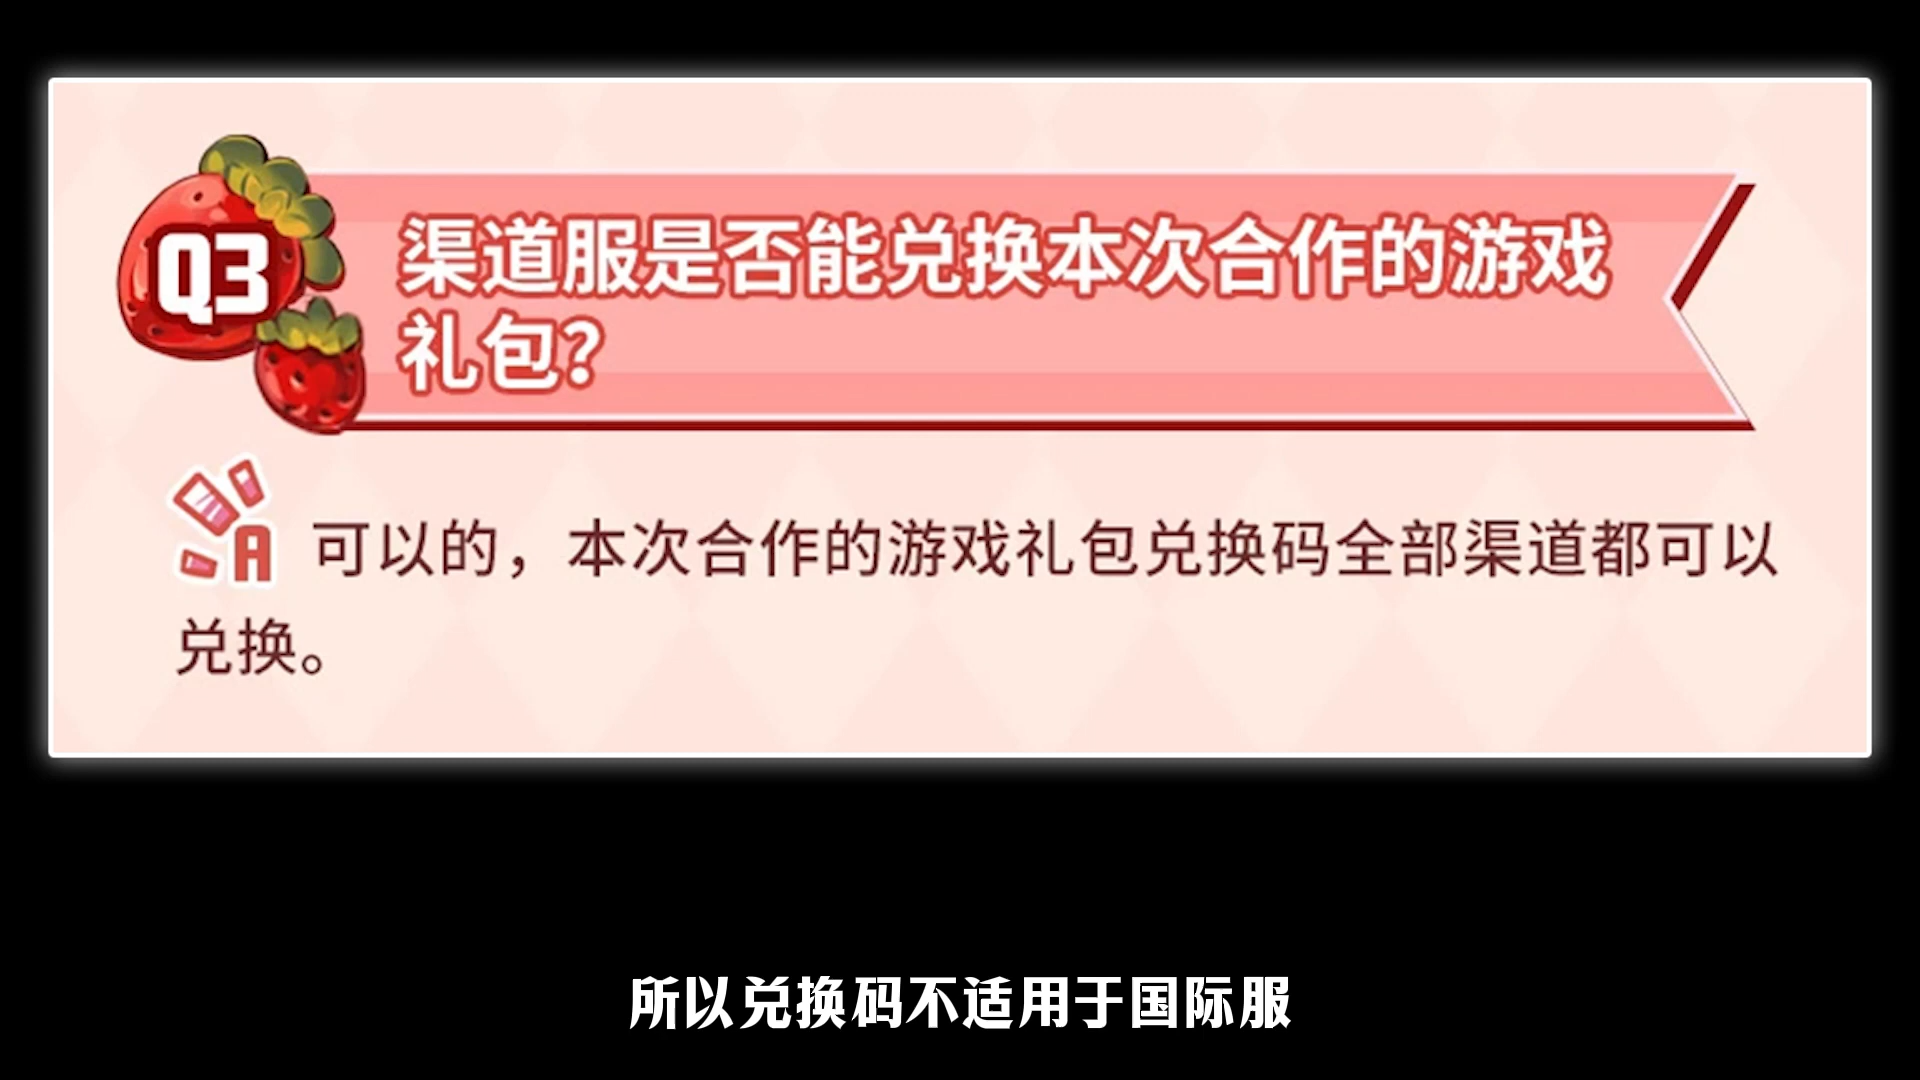 Q3
渠道服是否能兑换本次合作的游戏
礼包?
A 可以的，本次合作的游戏礼包兑换码全部渠道都可以
兑换。
所以兑换码不适用于国际服